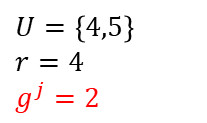 U = {4,5}
r = 4
g^j = 2